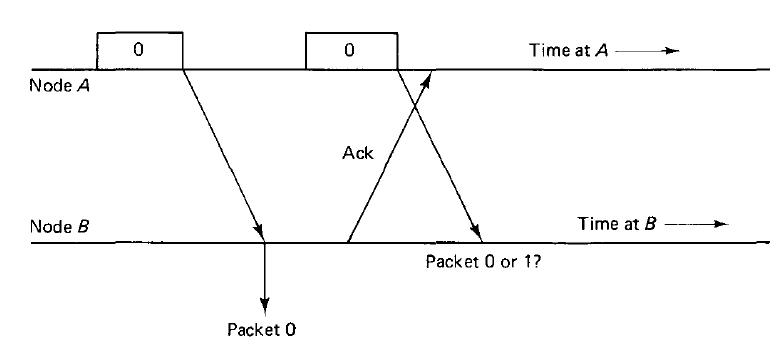 0
0
Time at A
Node A
Ack
Node B
Time at B
Packet 0 or 1?
Packet 0